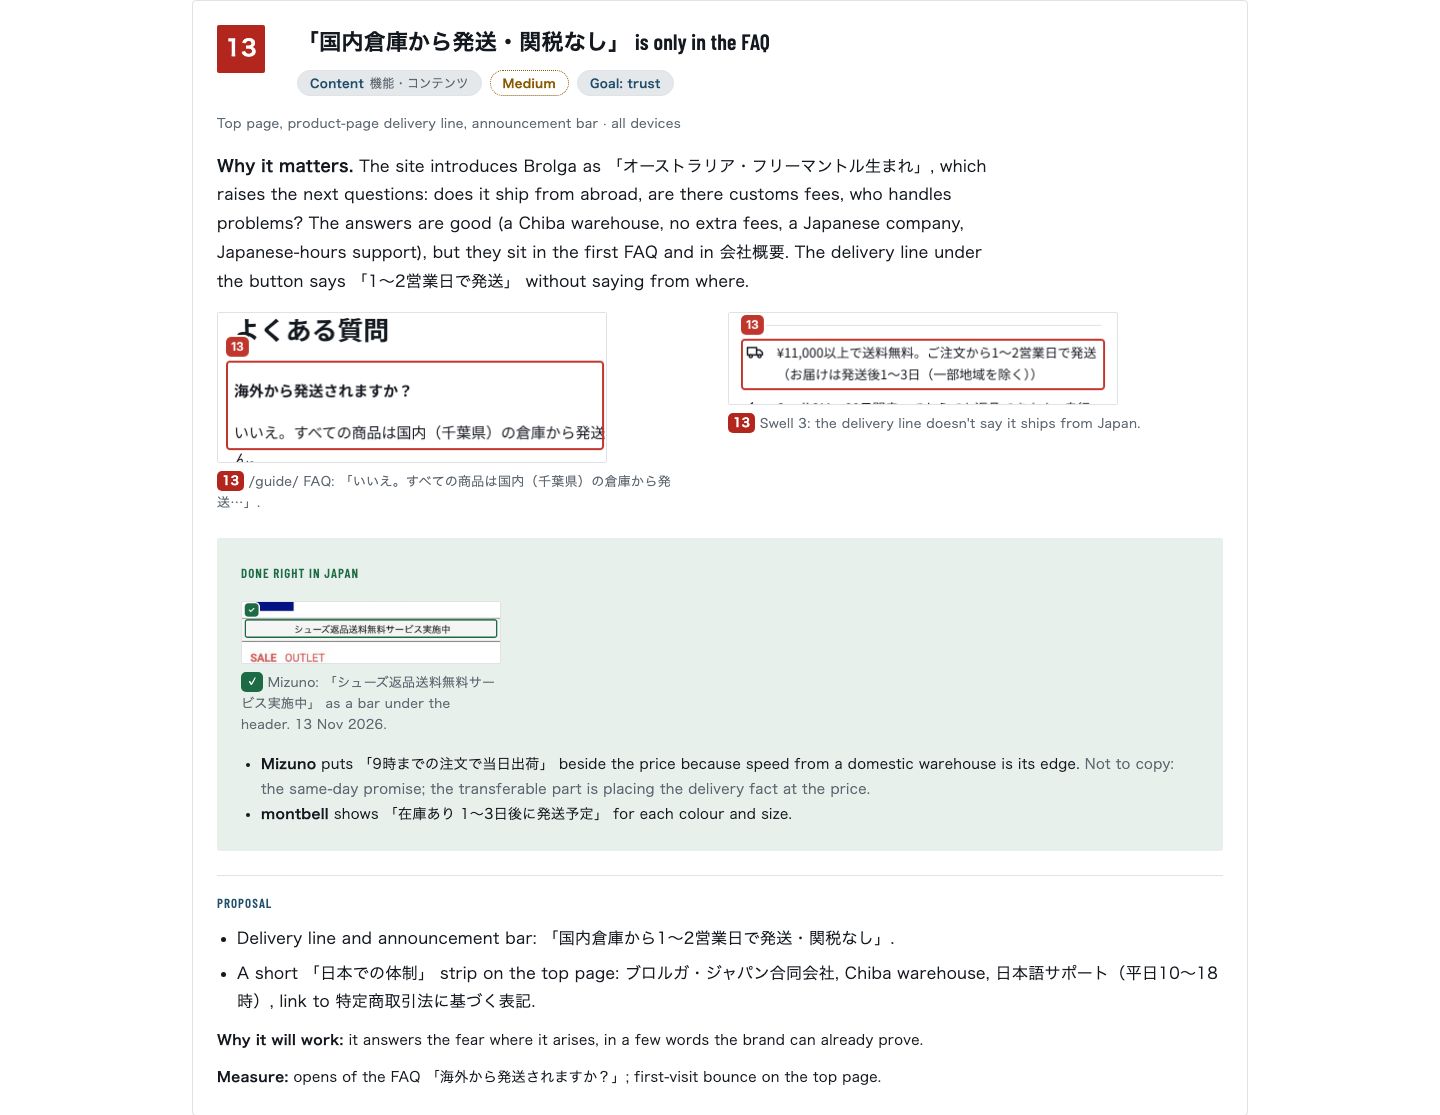 13
「国内倉庫から発送・関税なし」 is only in the FAQ
Content 機能・コンテンツ
Medium
Goal: trust
Top page, product-page delivery line, announcement bar · all devices
Why it matters. The site introduces Brolga as 「オーストラリア・フリーマントル生まれ」, which
raises the next questions: does it ship from abroad, are there customs fees, who handles
problems? The answers are good (a Chiba warehouse, no extra fees, a Japanese company,
Japanese-hours support), but they sit in the first FAQ and in 会社概要. The delivery line under
the button says 「1〜2営業日で発送」 without saying from where.
よくある質問
13
海外から発送されますか？
いいえ。すべての商品は国内（千葉県）の倉庫から発送
13 /guide/ FAQ: 「いいえ。すべての商品は国内（千葉県）の倉庫から発
送…」.
13
¥11,000以上で送料無料。ご注文から1〜2営業日で発送
（お届けは発送後1〜3日（一部地域を除く））
13 Swell 3: the delivery line doesn't say it ships from Japan.
DONE RIGHT IN JAPAN
シューズ返品送料無料サービス実施中
SALE OUTLET
Mizuno: 「シューズ返品送料無料サー
ビス実施中」 as a bar under the
header. 13 Nov 2026.
• Mizuno puts 「9時までの注文で当日出荷」 beside the price because speed from a domestic warehouse is its edge. Not to copy:
the same-day promise; the transferable part is placing the delivery fact at the price.
• montbell shows 「在庫あり 1〜3日後に発送予定」 for each colour and size.
PROPOSAL
• Delivery line and announcement bar: 「国内倉庫から1〜2営業日で発送・関税なし」.
• A short 「日本での体制」 strip on the top page: ブロルガ・ジャパン合同会社, Chiba warehouse, 日本語サポート（平日10〜18
時）, link to 特定商取引法に基づく表記.
Why it will work: it answers the fear where it arises, in a few words the brand can already prove.
Measure: opens of the FAQ 「海外から発送されますか？」; first-visit bounce on the top page.